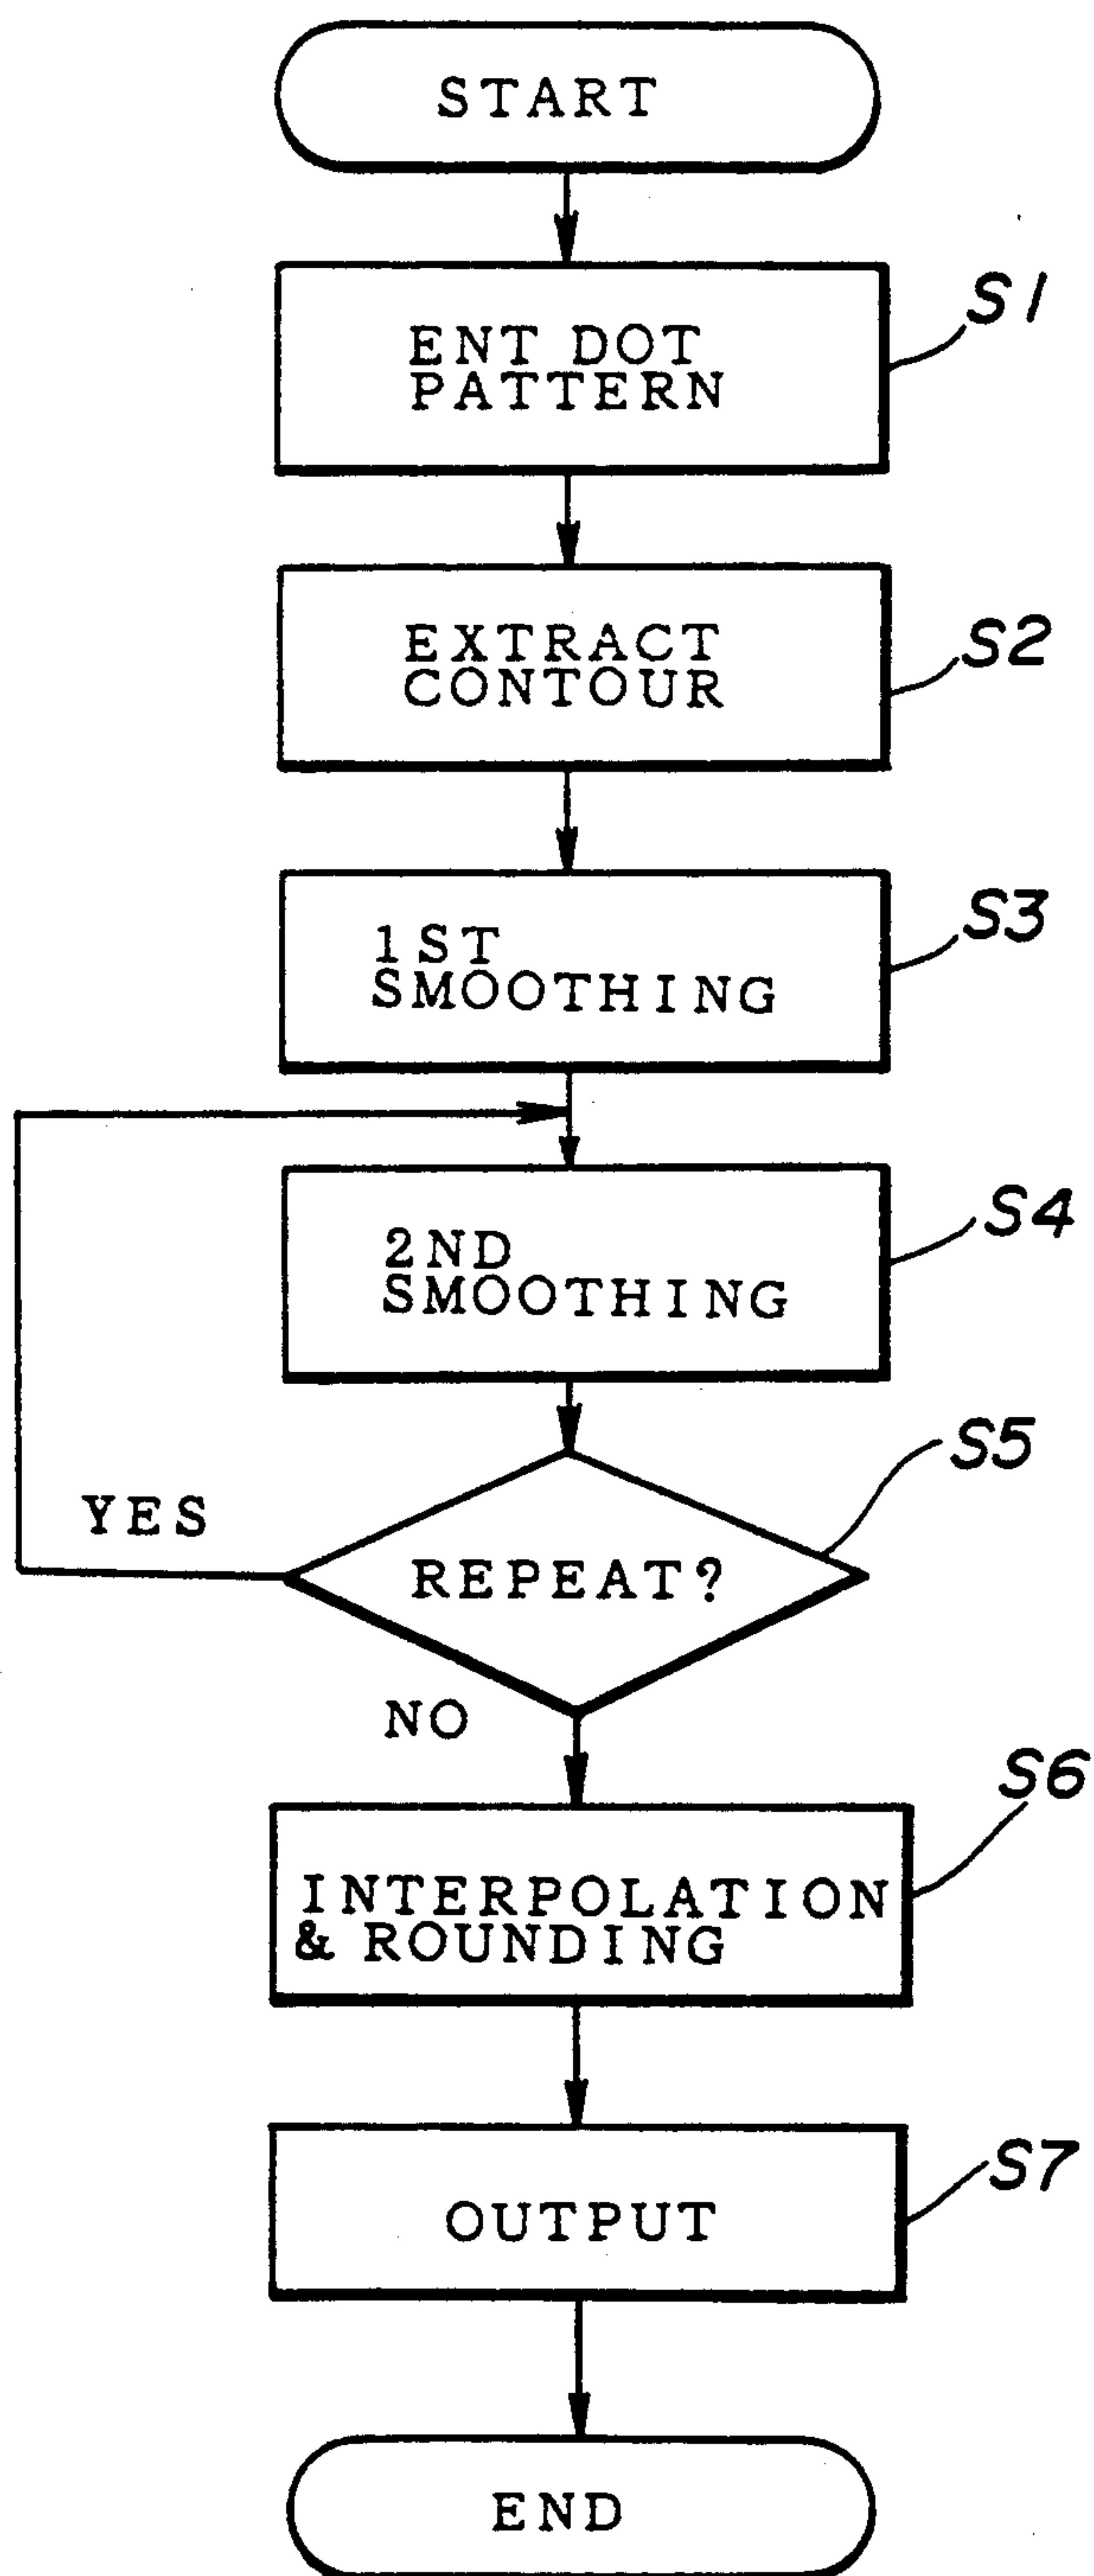 START
ENT DOT
PATTERN
S1
EXTRACT
CONTOUR
S2
1ST
SMOOTHING
S3
2ND
SMOOTHING
S4
S5
YES
REPEAT?
NO
S6
INTERPOLATION
& ROUNDING
S7
OUTPUT
END